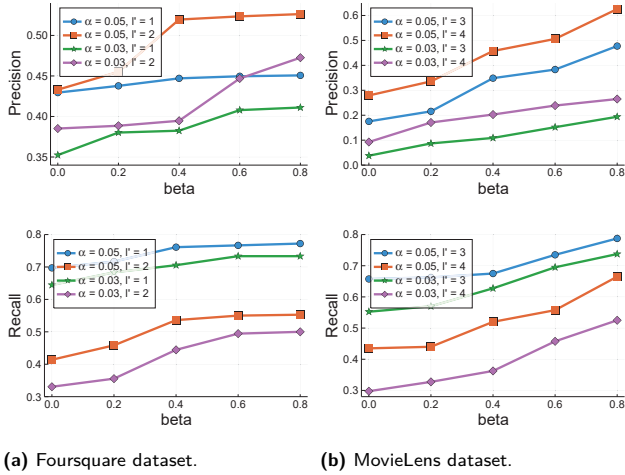 Precision
0.50
0.45
0.40
0.35
α = 0.05, l' = 1
α = 0.05, l' = 2
α = 0.03, l' = 1
α = 0.03, l' = 2
0.0 0.2 0.4 0.6 0.8
beta
Precision
0.6
0.5
0.4
0.3
0.2
0.1
0.0
α = 0.05, l' = 3
α = 0.05, l' = 4
α = 0.03, l' = 3
α = 0.03, l' = 4
0.0 0.2 0.4 0.6 0.8
beta
Recall
0.8
0.7
0.6
0.5
0.4
0.3
α = 0.05, l' = 1
α = 0.05, l' = 2
α = 0.03, l' = 1
α = 0.03, l' = 2
0.0 0.2 0.4 0.6 0.8
beta
Recall
0.8
0.7
0.6
0.5
0.4
0.3
α = 0.05, l' = 3
α = 0.05, l' = 4
α = 0.03, l' = 3
α = 0.03, l' = 4
0.0 0.2 0.4 0.6 0.8
beta
(a) Foursquare dataset.
(b) MovieLens dataset.